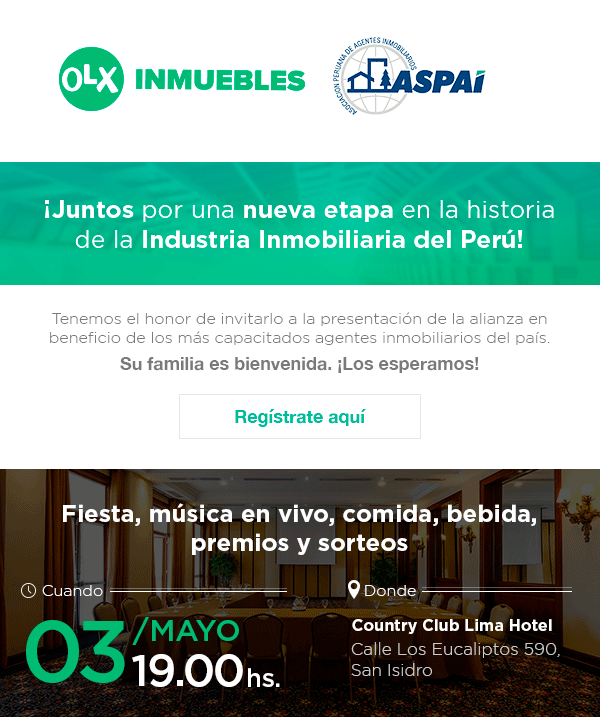 OLX INMUEBLES
ASOCIACIÓN PERUANA DE AGENTES INMOBILIARIOS
ASPAI
¡Juntos por una nueva etapa en la historia
de la Industria Inmobiliaria del Perú!
Tenemos el honor de invitarlo a la presentación de la alianza en
beneficio de los más capacitados agentes inmobiliarios del país.
Su familia es bienvenida. ¡Los esperamos!
Regístrate aquí
Fiesta, música en vivo, comida, bebida,
premios y sorteos
Cuando
03/MAYO
19.00hs.
Donde
Country Club Lima Hotel
Calle Los Eucaliptos 590,
San Isidro